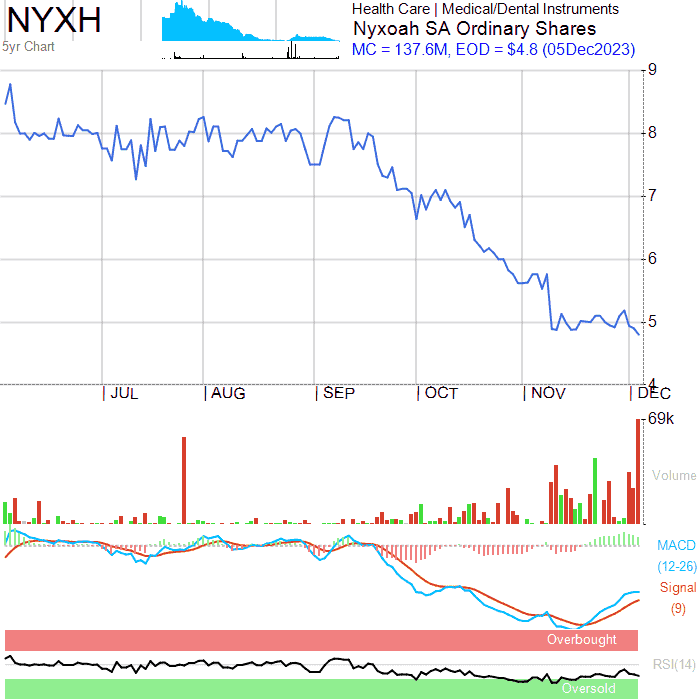 NYXH
5yr Chart
Health Care | Medical/Dental Instruments
Nyxoah SA Ordinary Shares
MC = 137.6M, EOD = $4.8 (05Dec2023)
9
8
7
6
5
4
JUL AUG SEP OCT NOV DEC
69k
Volume
MACD
(12-26)
Signal
(9)
Overbought
RSI(14)
Oversold